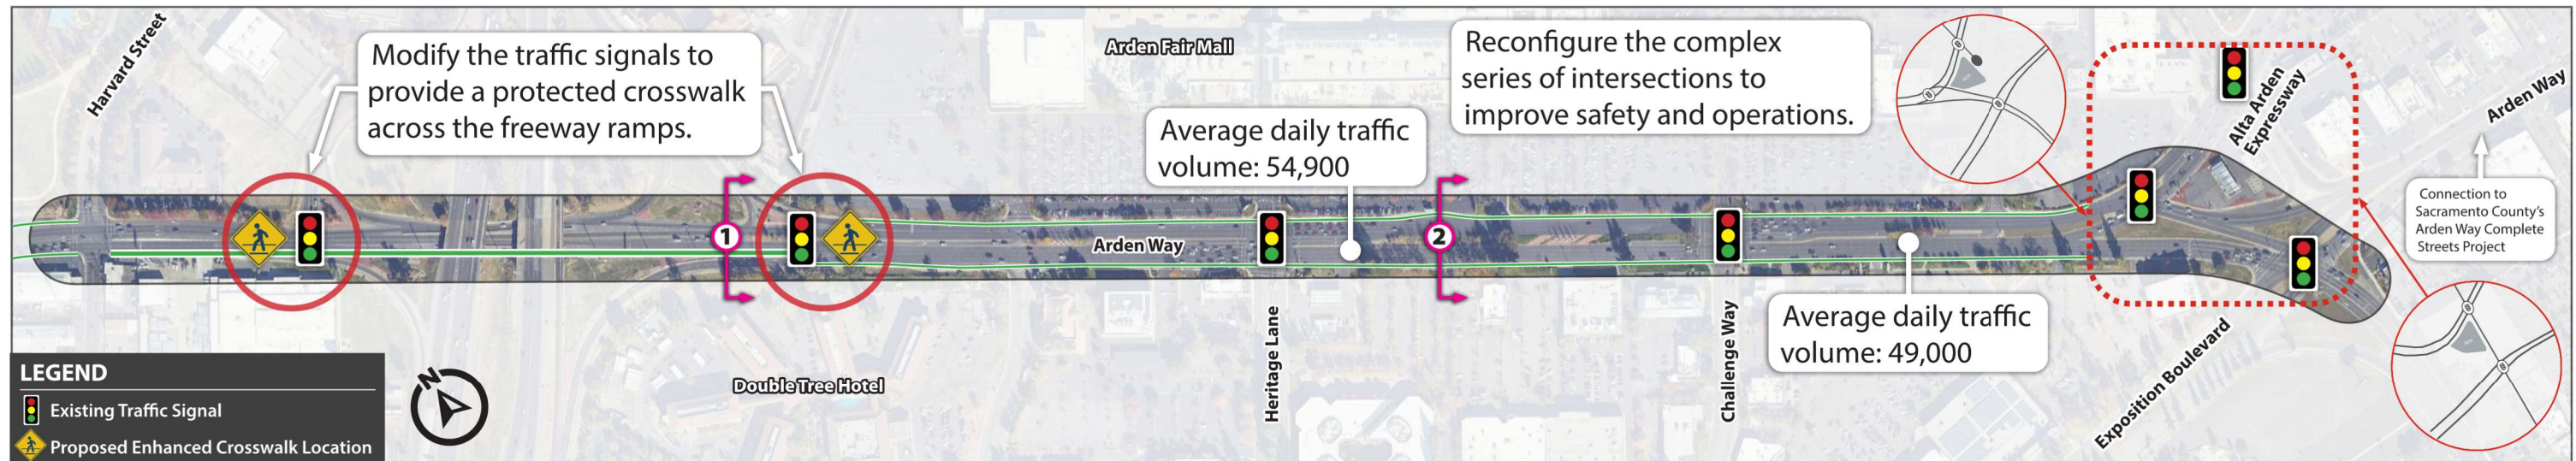 Harvard Street
Modify the traffic signals to
provide a protected crosswalk
across the freeway ramps.
Arden Fair Mall
Average daily traffic
volume: 54,900
Reconfigure the complex
series of intersections to
improve safety and operations.
Alta Arden
Expressway
Arden Way
Connection to
Sacramento County's
Arden Way Complete
Streets Project
1
Arden Way
2
Average daily traffic
volume: 49,000
Double Tree Hotel
Heritage Lane
Challenge Way
Exposition Boulevard
LEGEND
Existing Traffic Signal
Proposed Enhanced Crosswalk Location
N